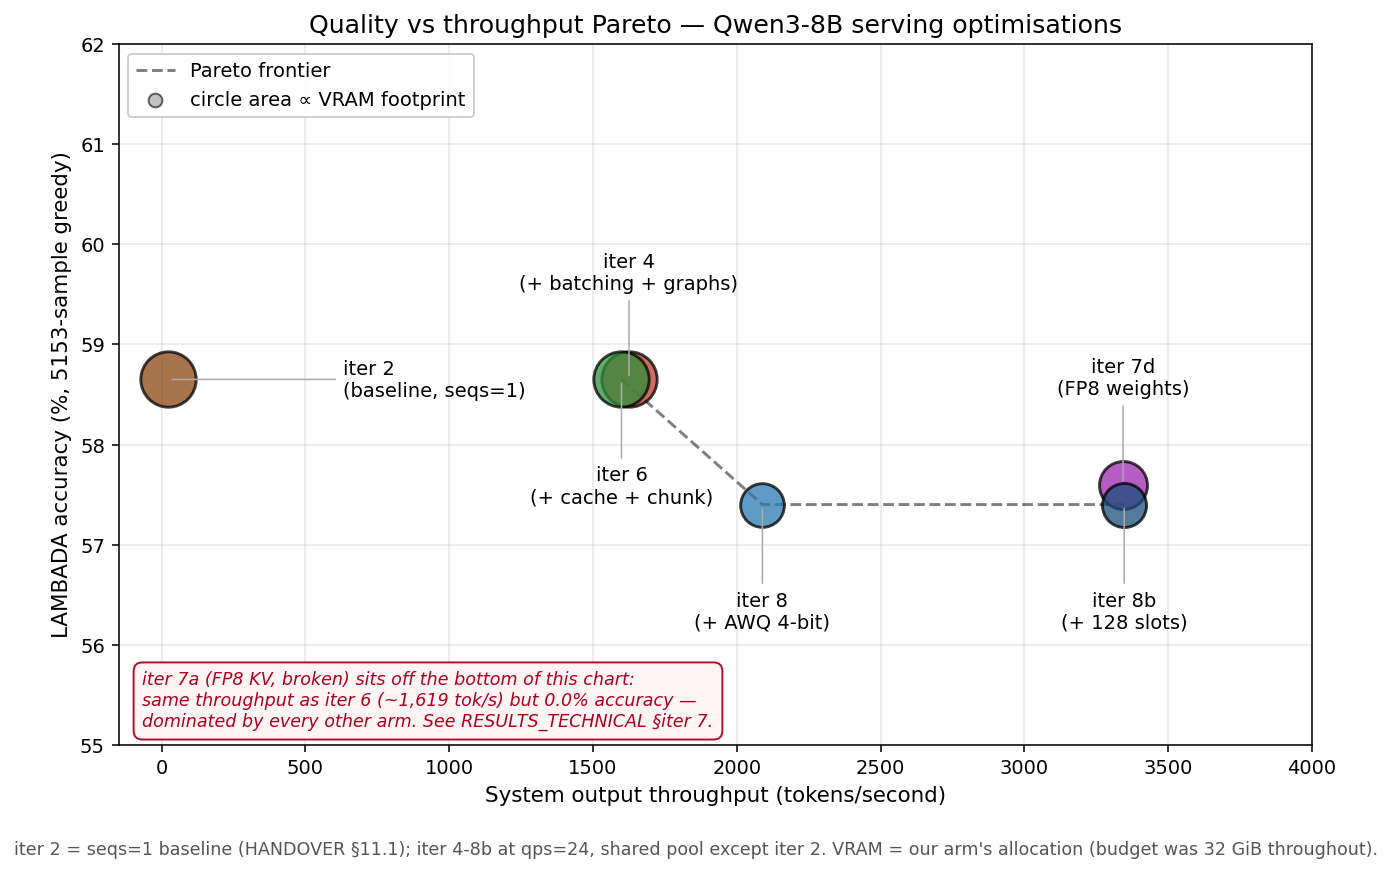 Quality vs throughput Pareto — Qwen3-8B serving optimisations
Pareto frontier
circle area ∝ VRAM footprint
LAMBADA accuracy (%, 5153-sample greedy)
62
61
60
59
58
57
56
55
iter 4
(+ batching + graphs)
iter 2
(baseline, seqs=1)
iter 7d
(FP8 weights)
iter 6
(+ cache + chunk)
iter 8
(+ AWQ 4-bit)
iter 8b
(+ 128 slots)
iter 7a (FP8 KV, broken) sits off the bottom of this chart:
same throughput as iter 6 (~1,619 tok/s) but 0.0% accuracy —
dominated by every other arm. See RESULTS_TECHNICAL §iter 7.
0
500
1000
1500
2000
2500
3000
3500
4000
System output throughput (tokens/second)
iter 2 = seqs=1 baseline (HANDOVER §11.1); iter 4-8b at qps=24, shared pool except iter 2. VRAM = our arm's allocation (budget was 32 GiB throughout).